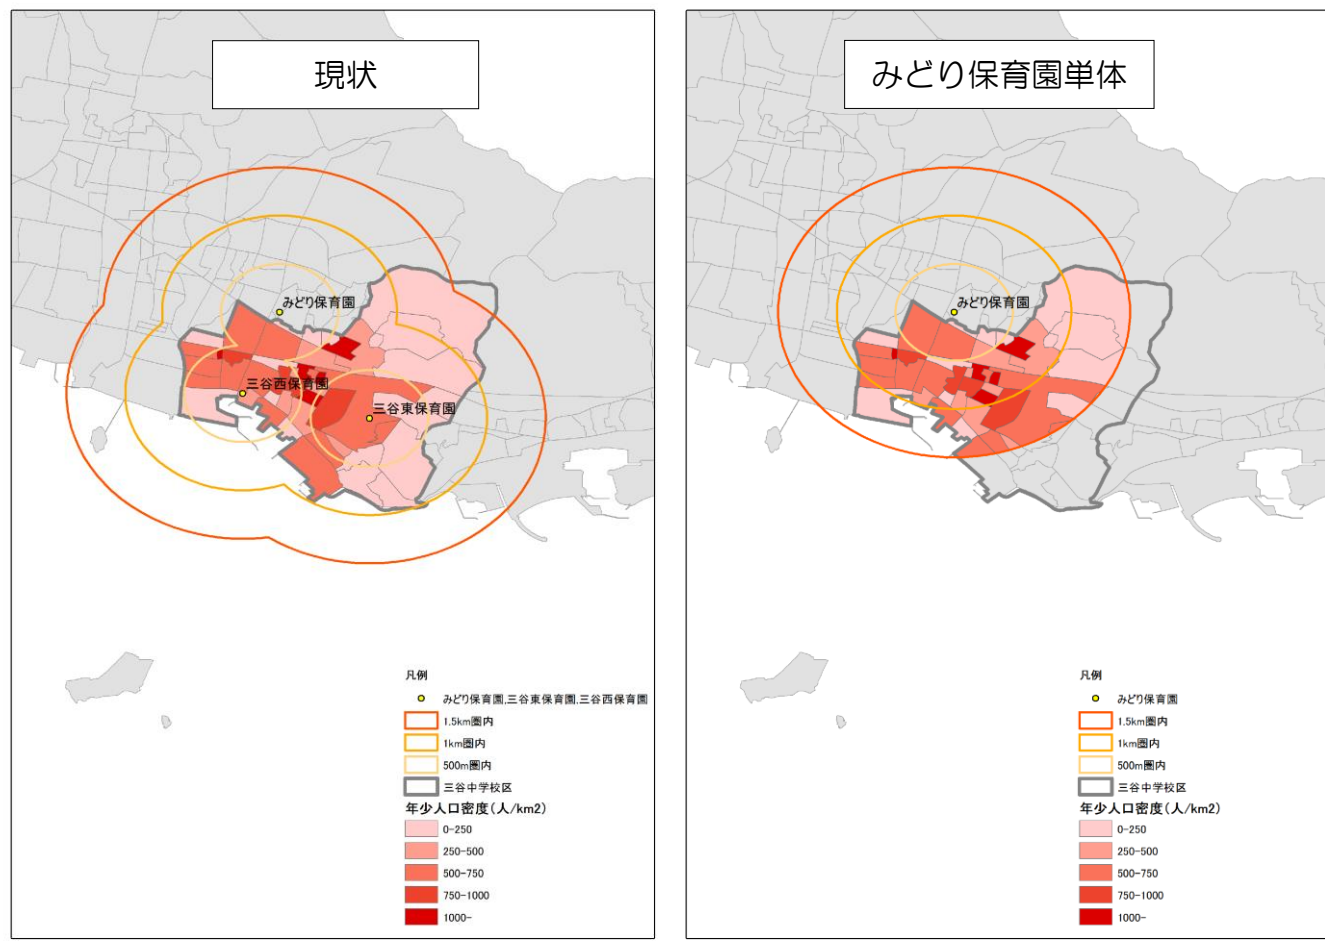 現状
みどり保育園
三谷西保育園
三谷東保育園
凡例
みどり保育園,三谷東保育園,三谷西保育園
1.5km圏内
1km圏内
500m圏内
三谷中学校区
年少人口密度(人/km2)
0-250
250-500
500-750
750-1000
1000-
みどり保育園単体
みどり保育園
凡例
みどり保育園
1.5km圏内
1km圏内
500m圏内
三谷中学校区
年少人口密度(人/km2)
0-250
250-500
500-750
750-1000
1000-